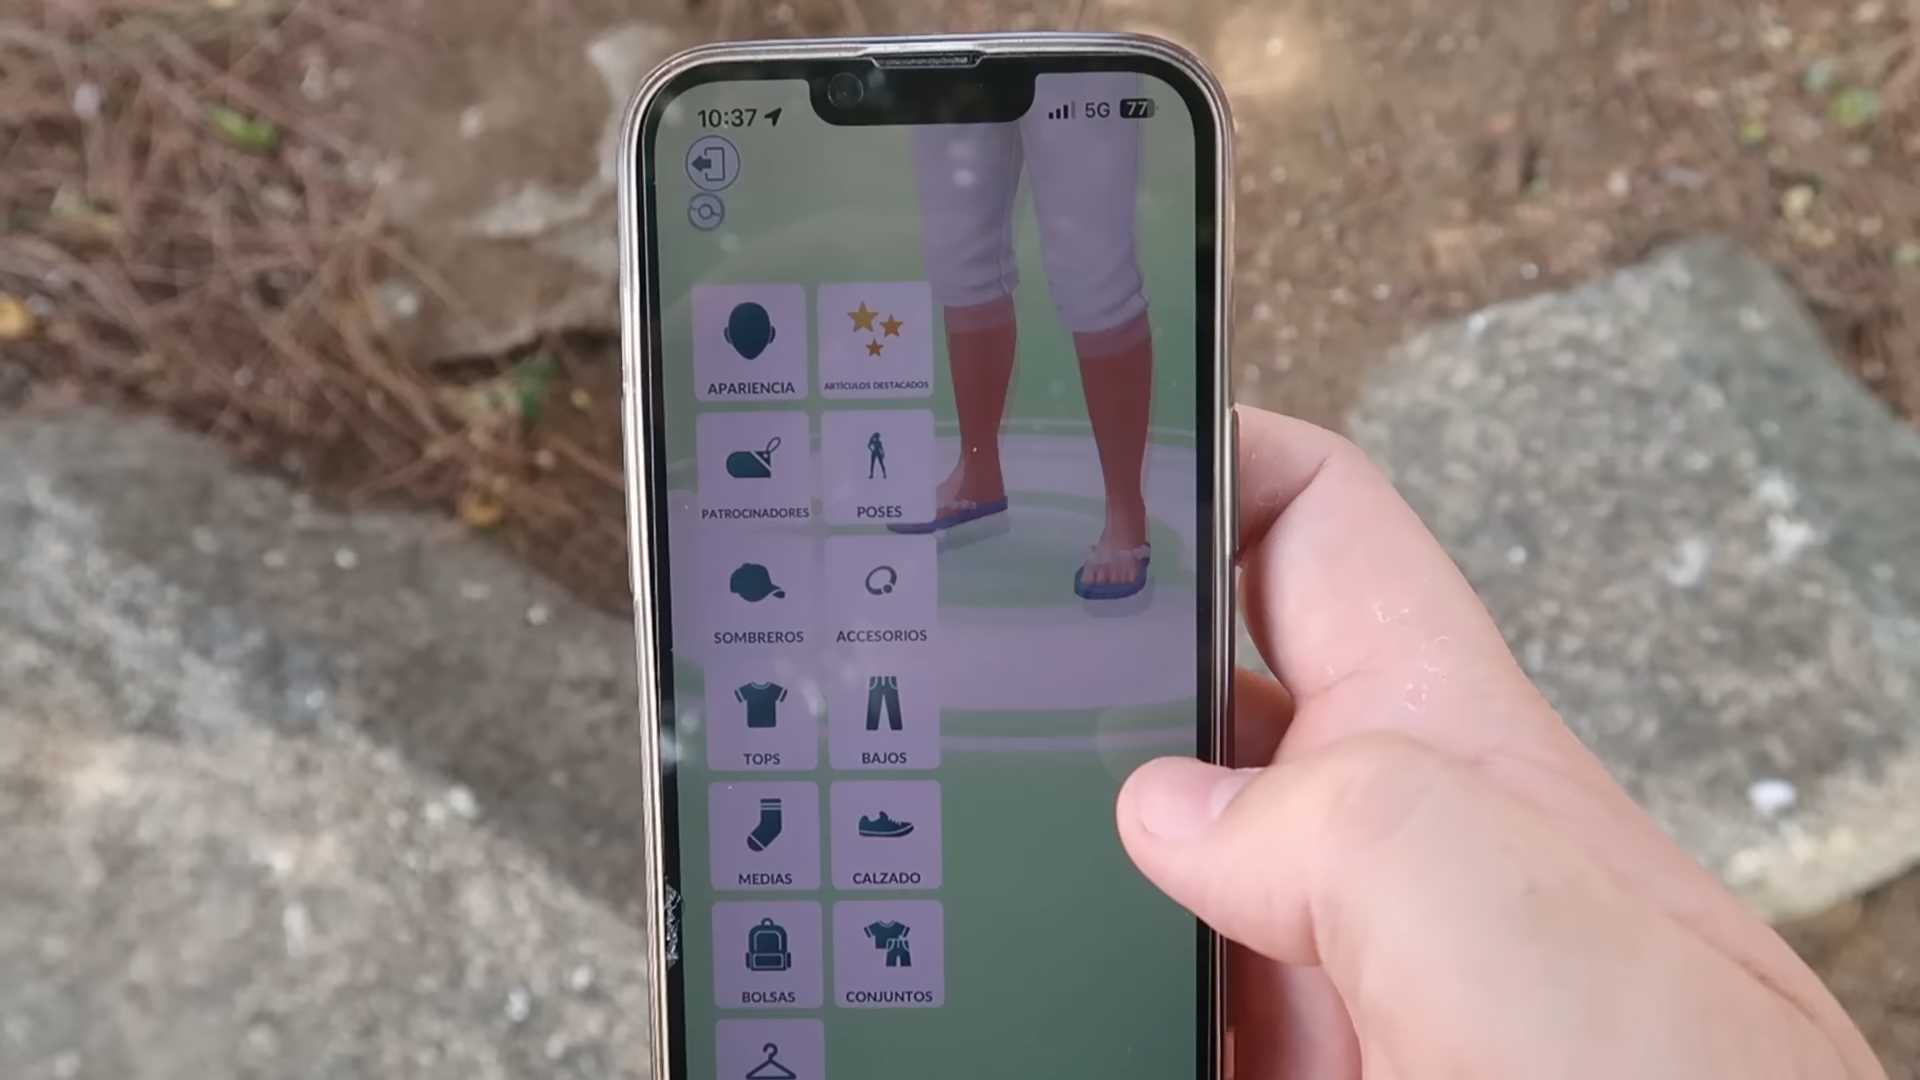 10:37
5G 77
APARIENCIA
ARTÍCULOS DESTACADOS
PATROCINADORES
POSES
SOMBREROS
ACCESORIOS
TOPS
BAJOS
MEDIAS
CALZADO
BOLSAS
CONJUNTOS